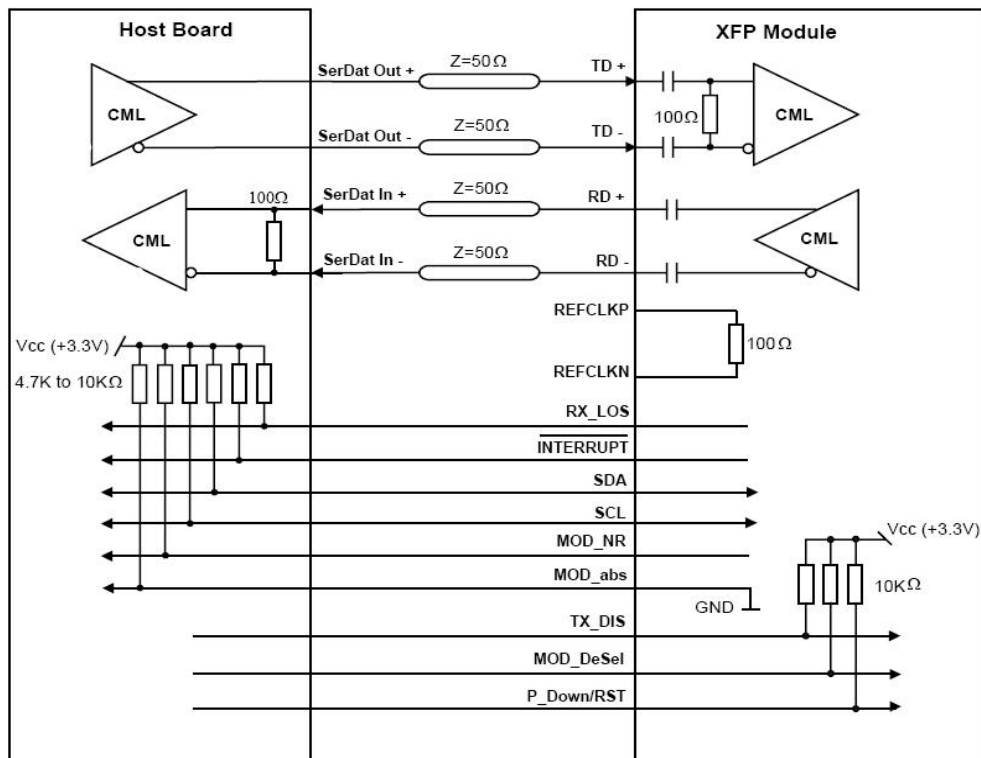 Host Board
XFP Module
SerDat Out +
Z=50Ω
TD +
CML
100Ω
CML
SerDat Out -
Z=50Ω
TD -
100Ω
SerDat In +
Z=50Ω
RD +
CML
CML
SerDat In -
Z=50Ω
RD -
REFCLKP
Vcc (+3.3V)
100Ω
4.7K to 10KΩ
REFCLKN
RX_LOS
INTERRUPT
SDA
SCL
MOD_NR
Vcc (+3.3V)
MOD_abs
10KΩ
GND
TX_DIS
MOD_DeSel
P_Down/RST